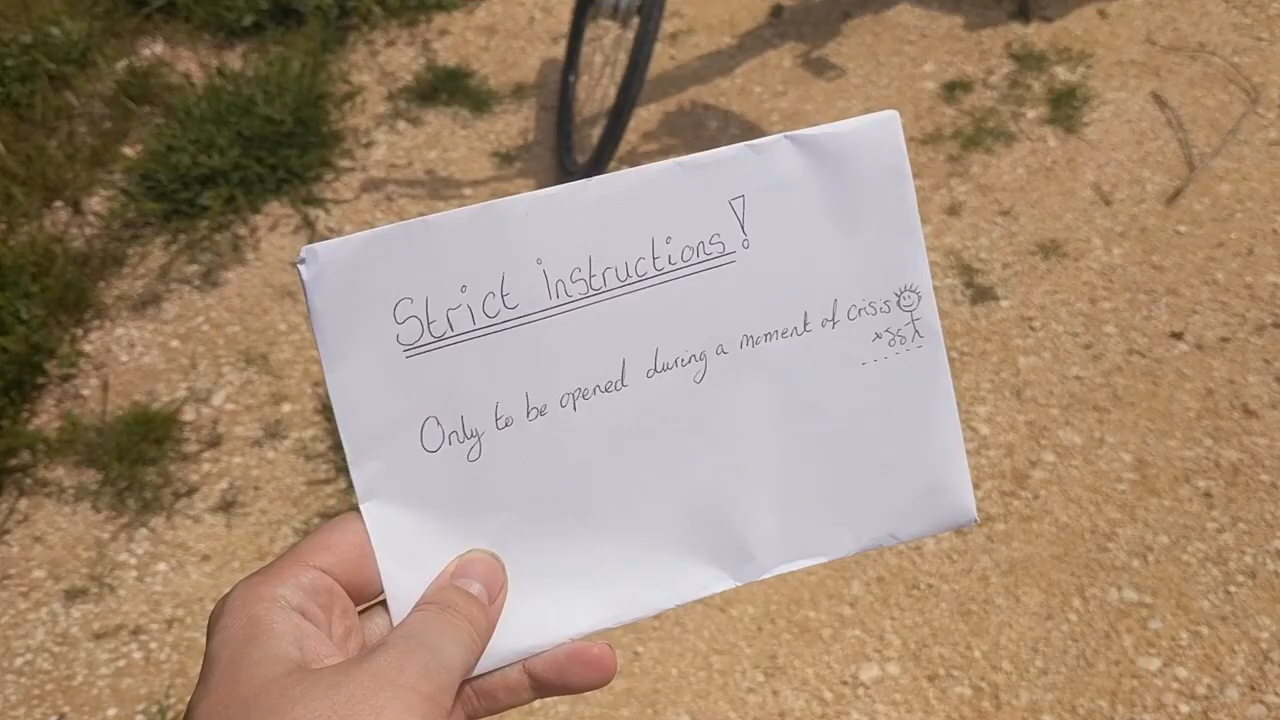 Strict instructions!
Only to be opened during a moment of crisis